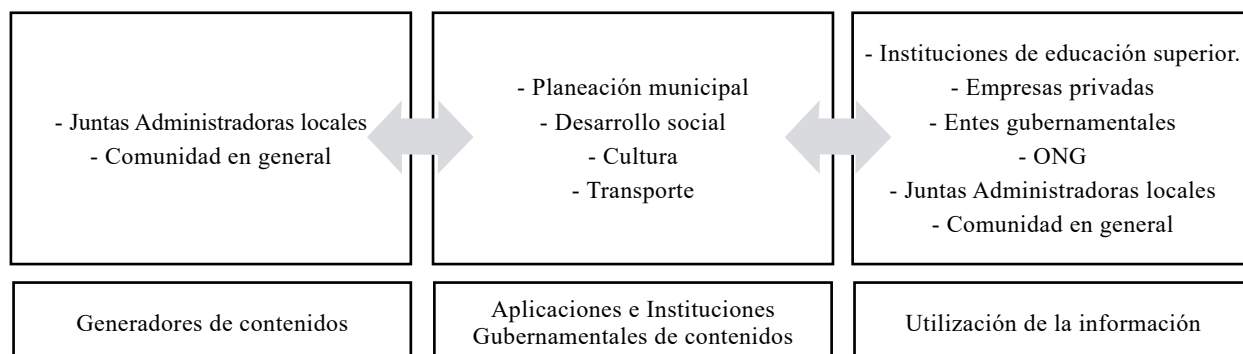 - Juntas Administradoras locales
- Comunidad en general
- Planeación municipal
- Desarrollo social
- Cultura
- Transporte
- Instituciones de educación superior.
- Empresas privadas
- Entes gubernamentales
- ONG
- Juntas Administradoras locales
- Comunidad en general
Generadores de contenidos
Aplicaciones e Instituciones
Gubernamentales de contenidos
Utilización de la información